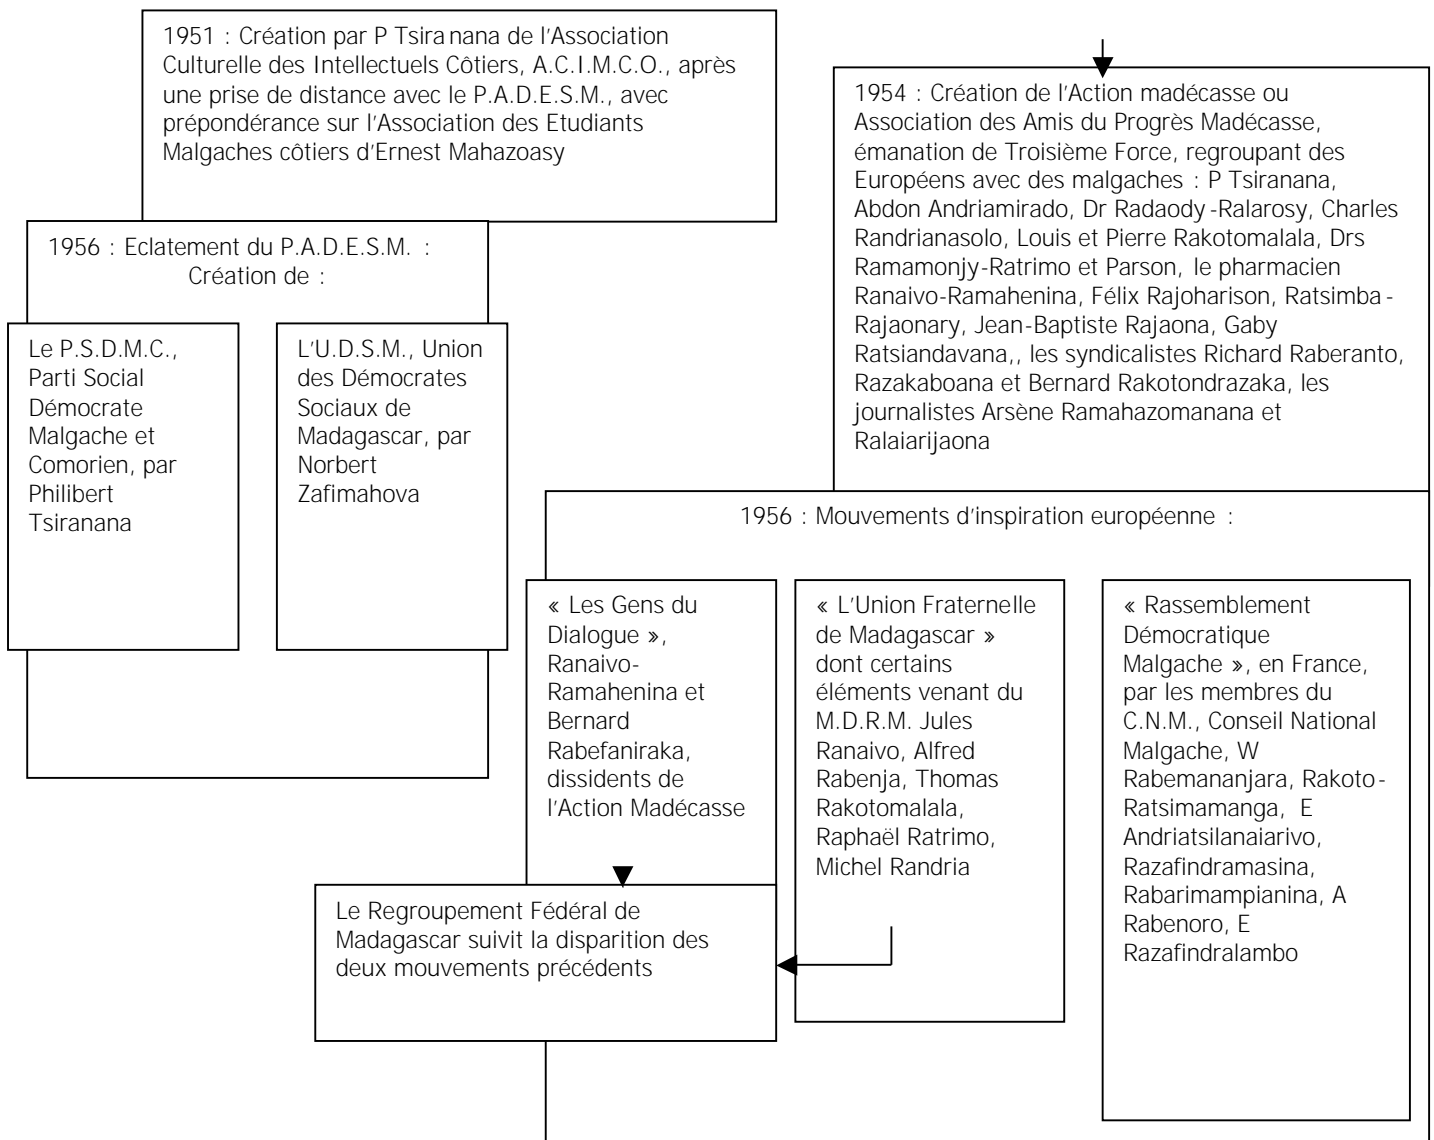 1951 : Création par P Tsiranana de l'Association
Culturelle des Intellectuels Côtiers, A.C.I.M.C.O., après
une prise de distance avec le P.A.D.E.S.M., avec
prépondérance sur l'Association des Etudiants
Malgaches côtiers d'Ernest Mahazoasy
1954 : Création de l'Action madécasse ou
Association des Amis du Progrès Madécasse,
émanation de Troisième Force, regroupant des
Européens avec des malgaches : P Tsiranana,
Abdon Andriamirado, Dr Radaody-Ralarosy, Charles
Randrianasolo, Louis et Pierre Rakotomalala, Drs
Ramamonjy-Ratrimo et Parson, le pharmacien
Ranaivo-Ramahenina, Félix Rajoharison, Ratsimba-
Rajaonary, Jean-Baptiste Rajaona, Gaby
Ratsiandavana,, les syndicalistes Richard Raberanto,
Razakaboana et Bernard Rakotondrazaka, les
journalistes Arsène Ramahazomanana et
Ralaiarijaona
1956 : Eclatement du P.A.D.E.S.M. :
Création de :
Le P.S.D.M.C.,
Parti Social
Démocrate
Malgache et
Comorien, par
Philibert
Tsiranana
L'U.D.S.M., Union
des Démocrates
Sociaux de
Madagascar, par
Norbert
Zafimahova
1956 : Mouvements d'inspiration européenne :
« Les Gens du
Dialogue »,
Ranaivo-
Ramahenina et
Bernard
Rabefaniraka,
dissidents de
l'Action Madécasse
« L'Union Fraternelle
de Madagascar »
dont certains
éléments venant du
M.D.R.M. Jules
Ranaivo, Alfred
Rabenja, Thomas
Rakotomalala,
Raphaël Ratrimo,
Michel Randria
« Rassemblement
Démocratique
Malgache », en France,
par les membres du
C.N.M., Conseil National
Malgache, W
Rabemananjara, Rakoto-
Ratsimamanga, E
Andriatsilanaiarivo,
Razafindramasina,
Rabarimampianina, A
Rabenoro, E
Razafindralambo
Le Regroupement Fédéral de
Madagascar suivit la disparition des
deux mouvements précédents